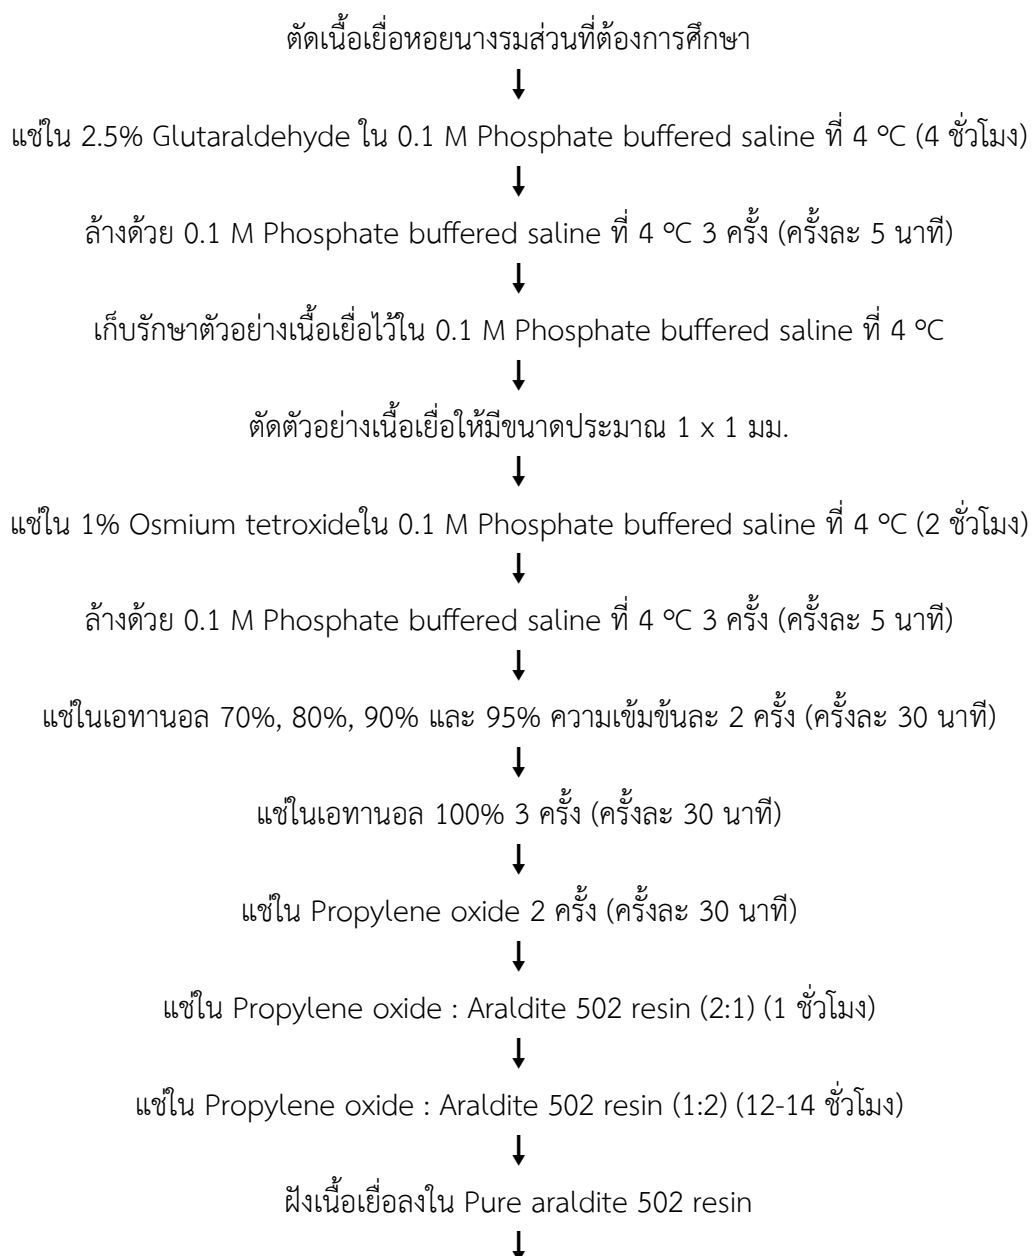 ตัดเนื้อเยื่อหอยนางรมส่วนที่ต้องการศึกษา
แช่ใน 2.5% Glutaraldehyde ใน 0.1 M Phosphate buffered saline ที่ 4 ºC (4 ชั่วโมง)
ล้างด้วย 0.1 M Phosphate buffered saline ที่ 4 ºC 3 ครั้ง (ครั้งละ 5 นาที)
เก็บรักษาตัวอย่างเนื้อเยื่อไว้ใน 0.1 M Phosphate buffered saline ที่ 4 ºC
ตัดตัวอย่างเนื้อเยื่อให้มีขนาดประมาณ 1 x 1 มม.
แช่ใน 1% Osmium tetroxideใน 0.1 M Phosphate buffered saline ที่ 4 ºC (2 ชั่วโมง)
ล้างด้วย 0.1 M Phosphate buffered saline ที่ 4 ºC 3 ครั้ง (ครั้งละ 5 นาที)
แช่ในเอทานอล 70%, 80%, 90% และ 95% ความเข้มข้นละ 2 ครั้ง (ครั้งละ 30 นาที)
แช่ในเอทานอล 100% 3 ครั้ง (ครั้งละ 30 นาที)
แช่ใน Propylene oxide 2 ครั้ง (ครั้งละ 30 นาที)
แช่ใน Propylene oxide : Araldite 502 resin (2:1) (1 ชั่วโมง)
แช่ใน Propylene oxide : Araldite 502 resin (1:2) (12-14 ชั่วโมง)
ฝังเนื้อเยื่อลงใน Pure araldite 502 resin